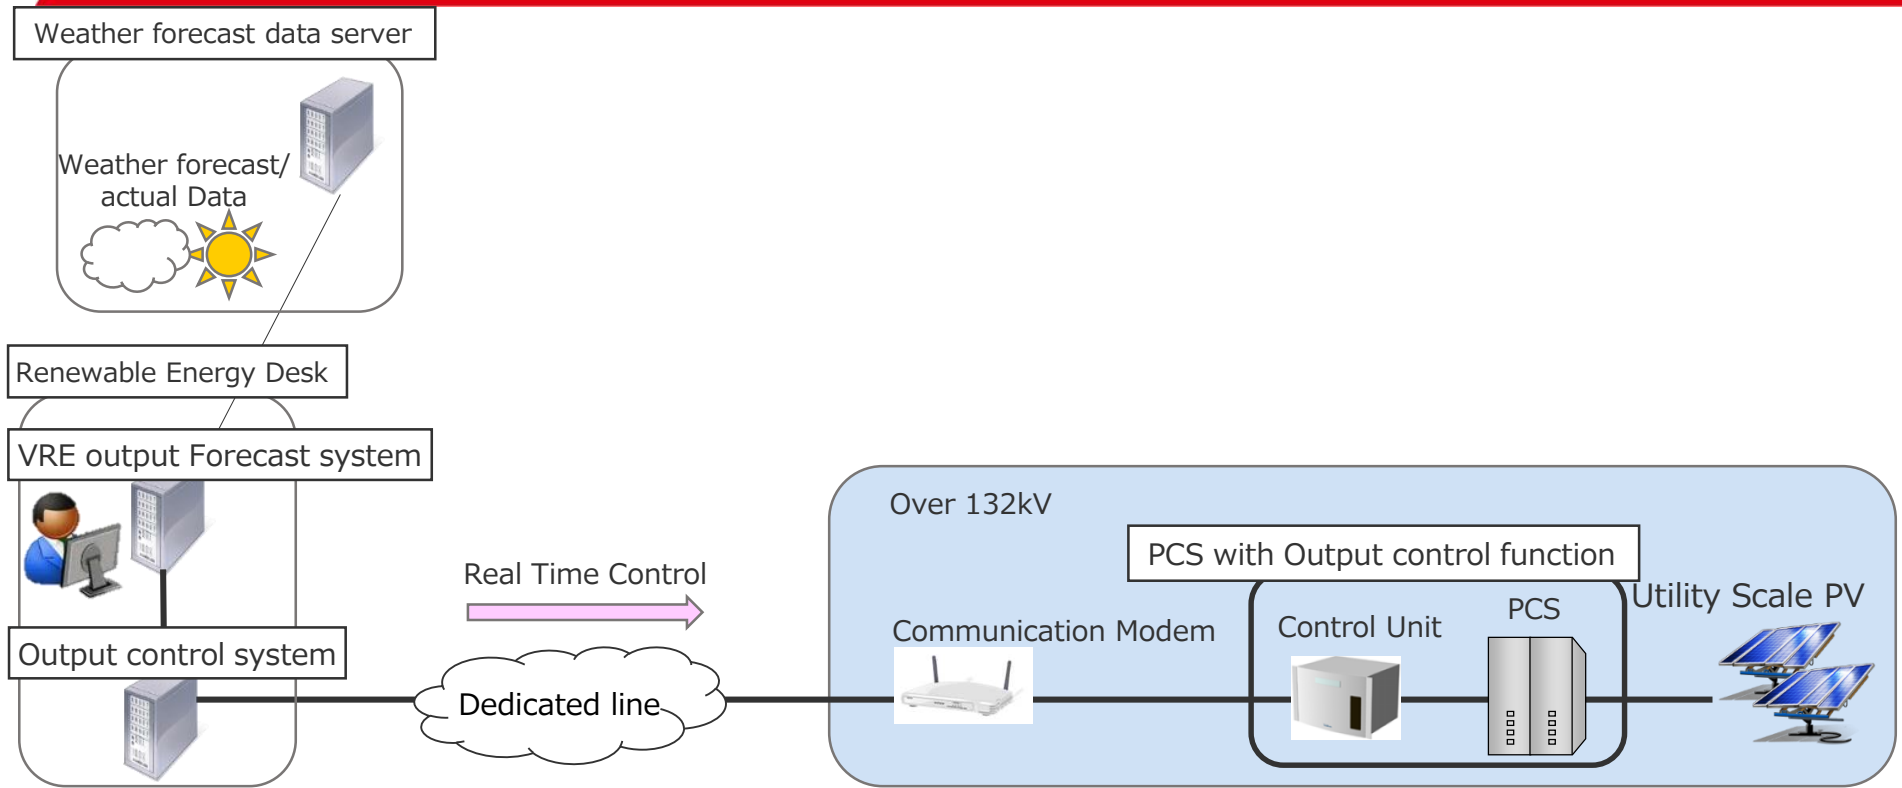 Weather forecast data server
Weather forecast/
actual Data
Renewable Energy Desk
VRE output Forecast system
Output control system
Real Time Control
Dedicated line
Over 132kV
PCS with Output control function
Communication Modem
Control Unit
PCS
Utility Scale PV